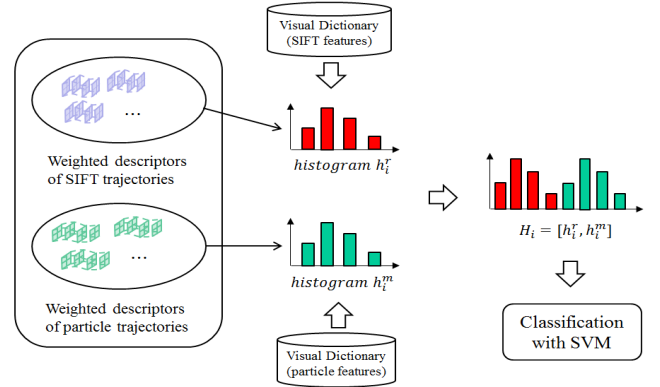 Visual Dictionary
(SIFT features)
...
Weighted descriptors
of SIFT trajectories
histogram h_i^r
...
Weighted descriptors
of particle trajectories
histogram h_i^m
Visual Dictionary
(particle features)
H_i = [h_i^r, h_i^m]
Classification
with SVM